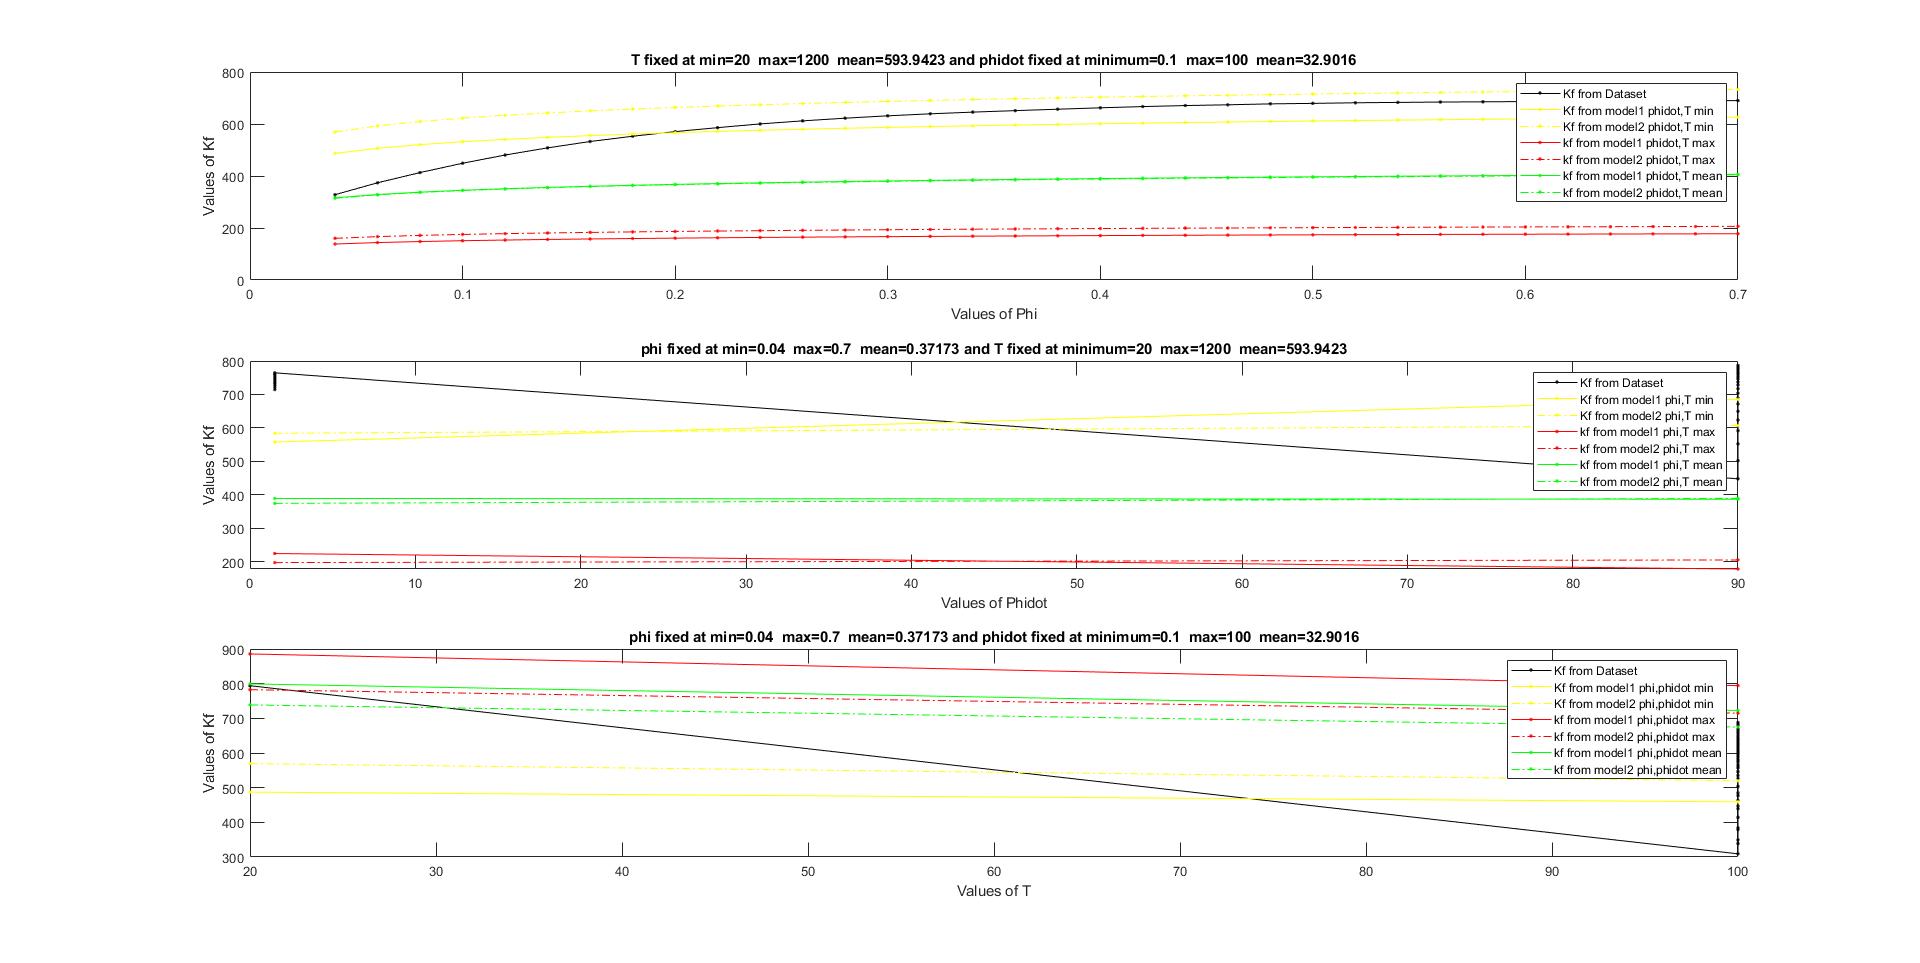 T fixed at min=20  max=1200  mean=593.9423 and phidot fixed at minimum=0.1  max=100  mean=32.9016
800
600
400
200
0
Values of Kf
Kf from Dataset
Kf from model1 phidot,T min
Kf from model2 phidot,T min
kf from model1 phidot,T max
kf from model2 phidot,T max
kf from model1 phidot,T mean
kf from model2 phidot,T mean
0 0.1 0.2 0.3 0.4 0.5 0.6 0.7
Values of Phi
phi fixed at min=0.04  max=0.7  mean=0.37173 and T fixed at minimum=20  max=1200  mean=593.9423
800
700
600
500
400
300
200
Values of Kf
Kf from Dataset
Kf from model1 phi,T min
Kf from model2 phi,T min
kf from model1 phi,T max
kf from model2 phi,T max
kf from model1 phi,T mean
kf from model2 phi,T mean
0 10 20 30 40 50 60 70 80 90
Values of Phidot
phi fixed at min=0.04  max=0.7  mean=0.37173 and phidot fixed at minimum=0.1  max=100  mean=32.9016
900
800
700
600
500
400
300
Values of Kf
Kf from Dataset
Kf from model1 phi,phidot min
Kf from model2 phi,phidot min
kf from model1 phi,phidot max
kf from model2 phi,phidot max
kf from model1 phi,phidot mean
kf from model2 phi,phidot mean
20 30 40 50 60 70 80 90 100
Values of T